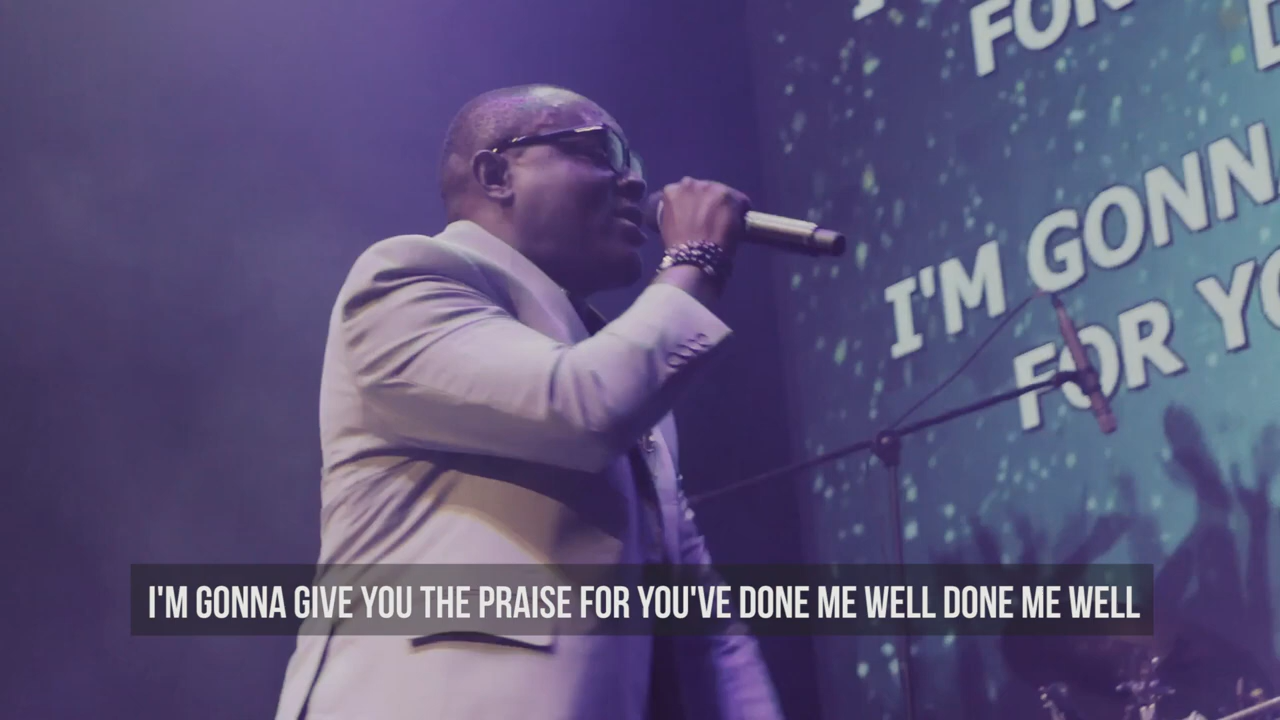 FOR
I'M GONN
FOR YO
I'M GONNA GIVE YOU THE PRAISE FOR YOU'VE DONE ME WELL DONE ME WELL